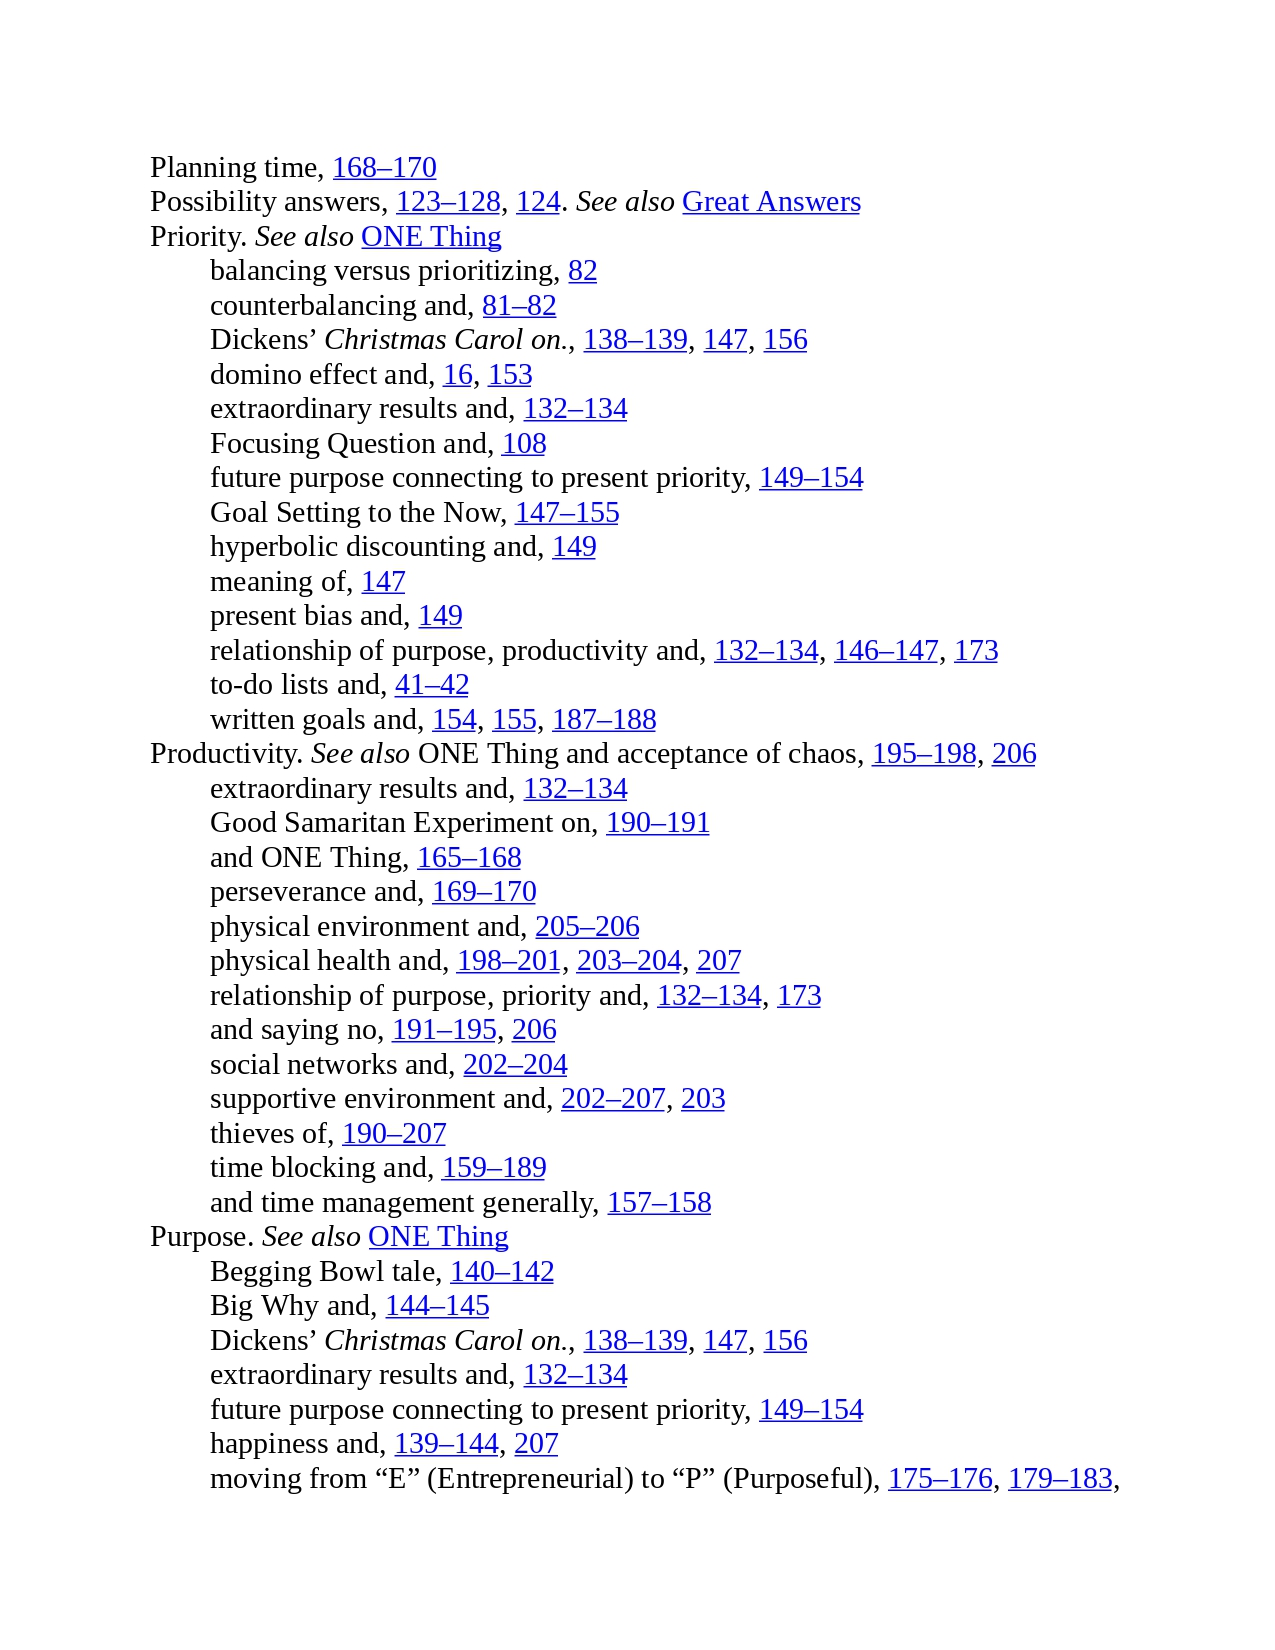 Planning time, 168–170
Possibility answers, 123–128, 124. See also Great Answers
Priority. See also ONE Thing
balancing versus prioritizing, 82
counterbalancing and, 81–82
Dickens’ Christmas Carol on., 138–139, 147, 156
domino effect and, 16, 153
extraordinary results and, 132–134
Focusing Question and, 108
future purpose connecting to present priority, 149–154
Goal Setting to the Now, 147–155
hyperbolic discounting and, 149
meaning of, 147
present bias and, 149
relationship of purpose, productivity and, 132–134, 146–147, 173
to-do lists and, 41–42
written goals and, 154, 155, 187–188
Productivity. See also ONE Thing and acceptance of chaos, 195–198, 206
extraordinary results and, 132–134
Good Samaritan Experiment on, 190–191
and ONE Thing, 165–168
perseverance and, 169–170
physical environment and, 205–206
physical health and, 198–201, 203–204, 207
relationship of purpose, priority and, 132–134, 173
and saying no, 191–195, 206
social networks and, 202–204
supportive environment and, 202–207, 203
thieves of, 190–207
time blocking and, 159–189
and time management generally, 157–158
Purpose. See also ONE Thing
Begging Bowl tale, 140–142
Big Why and, 144–145
Dickens’ Christmas Carol on., 138–139, 147, 156
extraordinary results and, 132–134
future purpose connecting to present priority, 149–154
happiness and, 139–144, 207
moving from “E” (Entrepreneurial) to “P” (Purposeful), 175–176, 179–183,